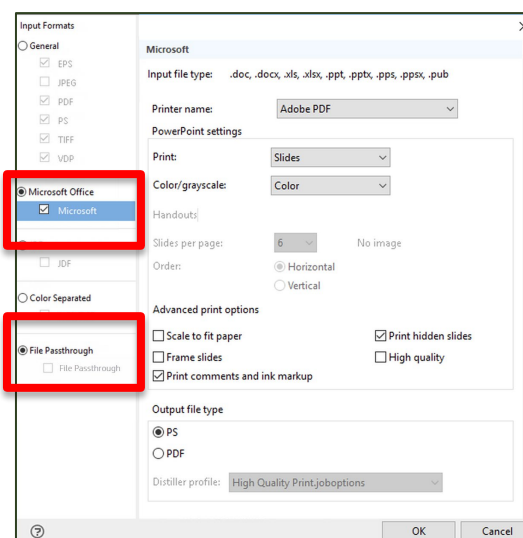 Input Formats
General
EPS
JPEG
PDF
PS
TIFF
VDP
Microsoft Office
Microsoft
JDF
Color Separated
File Passthrough
File Passthrough
Microsoft
Input file type: .doc, .docx, .xls, .xlsx, .ppt, .pptx, .pps, .ppsx, .pub
Printer name: Adobe PDF
PowerPoint settings
Print: Slides
Color/grayscale: Color
Handouts
Slides per page: 6 No image
Order: Horizontal
Vertical
Advanced print options
Scale to fit paper Print hidden slides
Frame slides High quality
Print comments and ink markup
Output file type
PS
PDF
Distiller profile: High Quality Print.joboptions
? OK Cancel